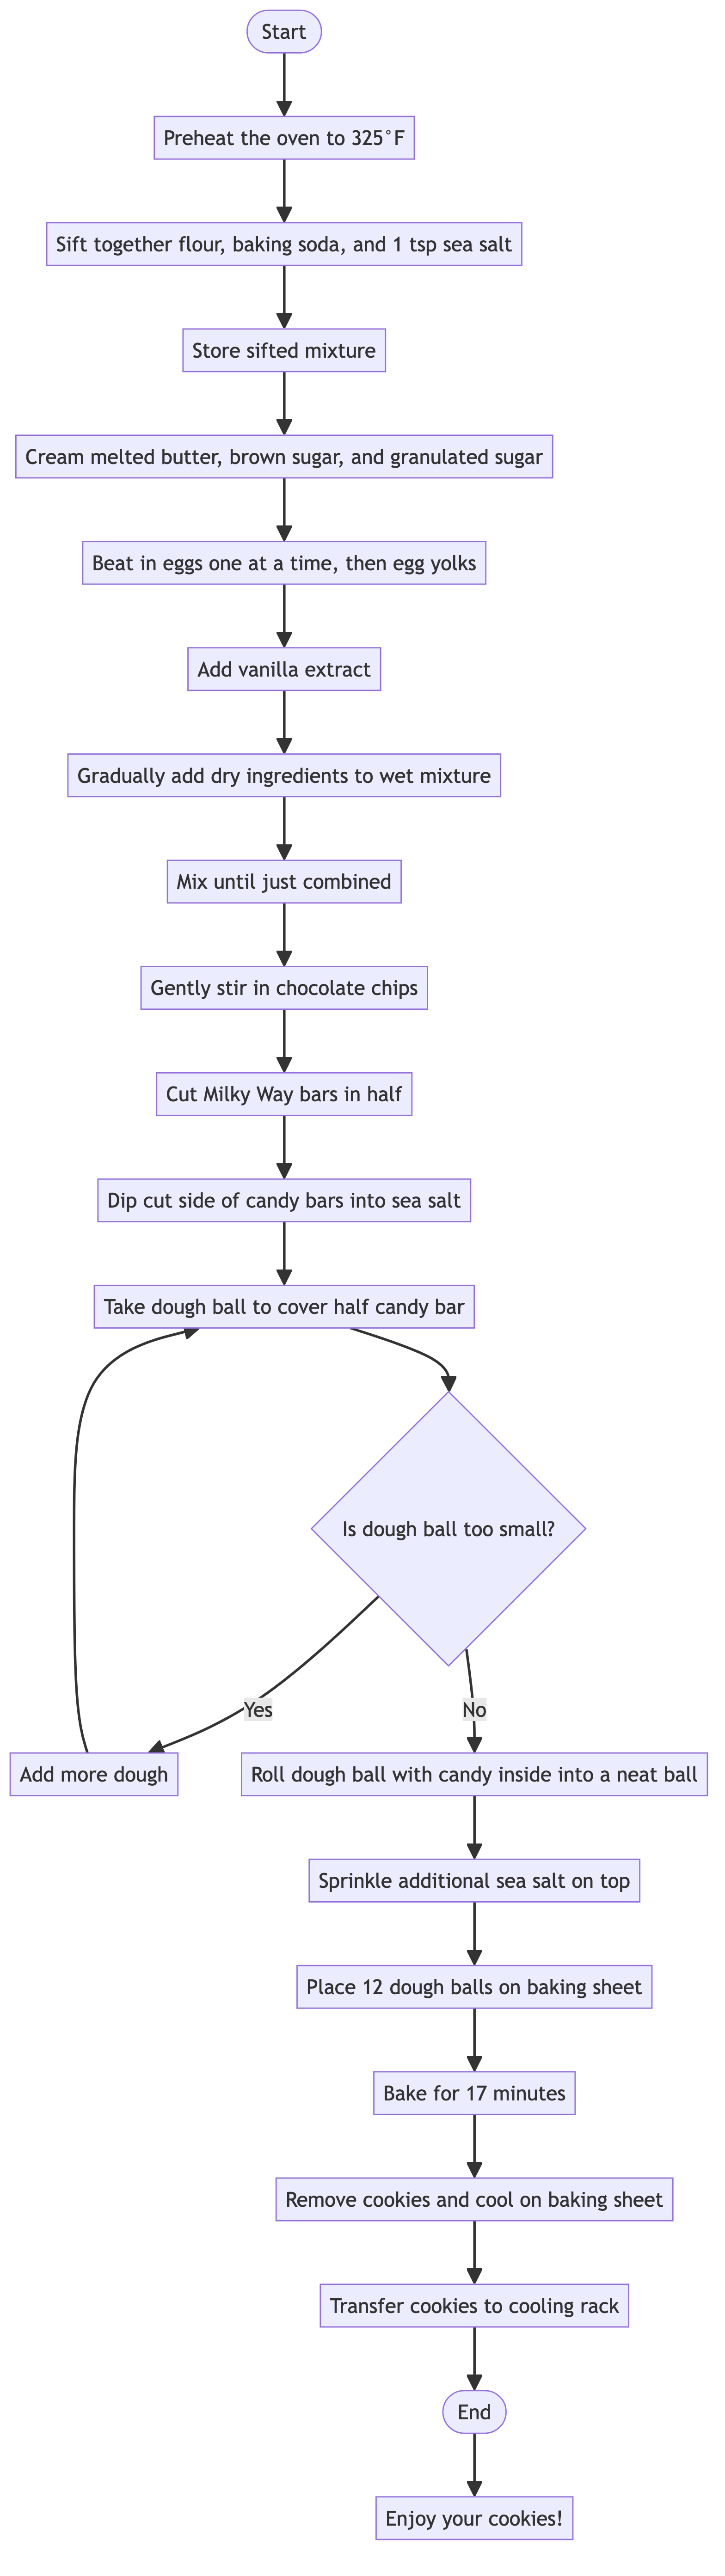 Start
Preheat the oven to 325°F
Sift together flour, baking soda, and 1 tsp sea salt
Store sifted mixture
Cream melted butter, brown sugar, and granulated sugar
Beat in eggs one at a time, then egg yolks
Add vanilla extract
Gradually add dry ingredients to wet mixture
Mix until just combined
Gently stir in chocolate chips
Cut Milky Way bars in half
Dip cut side of candy bars into sea salt
Take dough ball to cover half candy bar
Is dough ball too small?
Yes
No
Add more dough
Roll dough ball with candy inside into a neat ball
Sprinkle additional sea salt on top
Place 12 dough balls on baking sheet
Bake for 17 minutes
Remove cookies and cool on baking sheet
Transfer cookies to cooling rack
End
Enjoy your cookies!